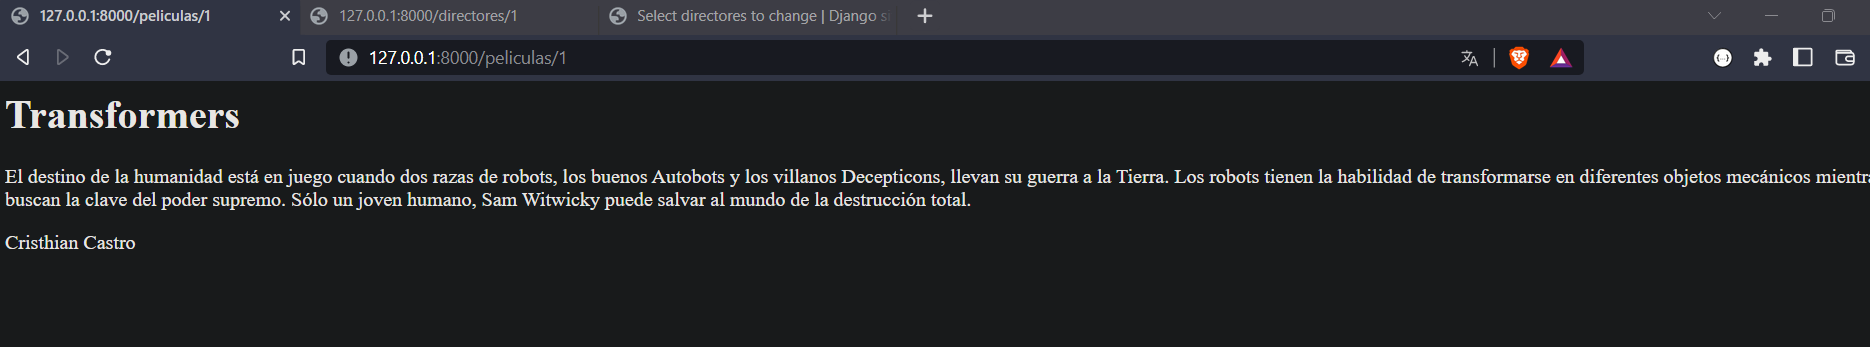 127.0.0.1:8000/peliculas/1
127.0.0.1:8000/directores/1
Select directores to change | Django si
127.0.0.1:8000/peliculas/1
Transformers
El destino de la humanidad está en juego cuando dos razas de robots, los buenos Autobots y los villanos Decepticons, llevan su guerra a la Tierra. Los robots tienen la habilidad de transformarse en diferentes objetos mecánicos mientra
buscan la clave del poder supremo. Sólo un joven humano, Sam Witwicky puede salvar al mundo de la destrucción total.
Cristhian Castro